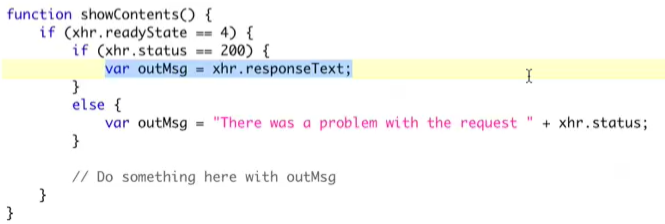 function showContents() {
if (xhr.readyState == 4) {
if (xhr.status == 200) {
var outMsg = xhr.responseText;
}
else {
var outMsg = "There was a problem with the request " + xhr.status;
}
// Do something here with outMsg
}
}